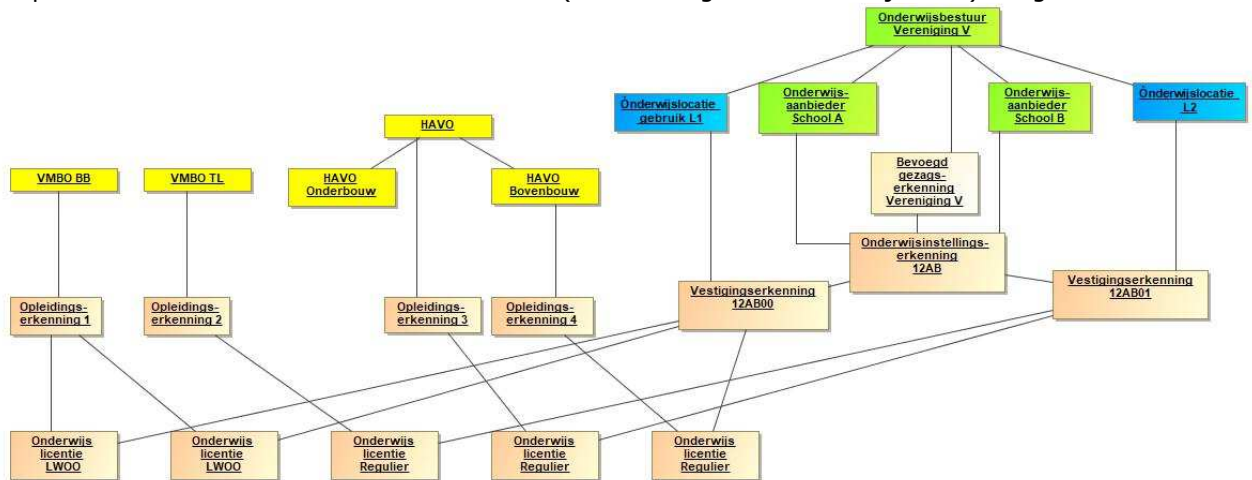 Onderwijsbestuur
Vereniging V
Onderwijslocatie
gebruik L1
Onderwijs-
aanbieder
School A
Onderwijs-
aanbieder
School B
Onderwijslocatie
L2
HAVO
VMBO BB
VMBO TL
HAVO
Onderbouw
HAVO
Bovenbouw
Bevoegd
gezags-
erkenning
Vereniging V
Onderwijsinstellings-
erkenning
12AB
Vestigingserkenning
12AB00
Vestigingserkenning
12AB01
Opleidings-
erkenning 1
Opleidings-
erkenning 2
Opleidings-
erkenning 3
Opleidings-
erkenning 4
Onderwijs
licentie
LWOO
Onderwijs
licentie
LWOO
Onderwijs
licentie
Regulier
Onderwijs
licentie
Regulier
Onderwijs
licentie
Regulier